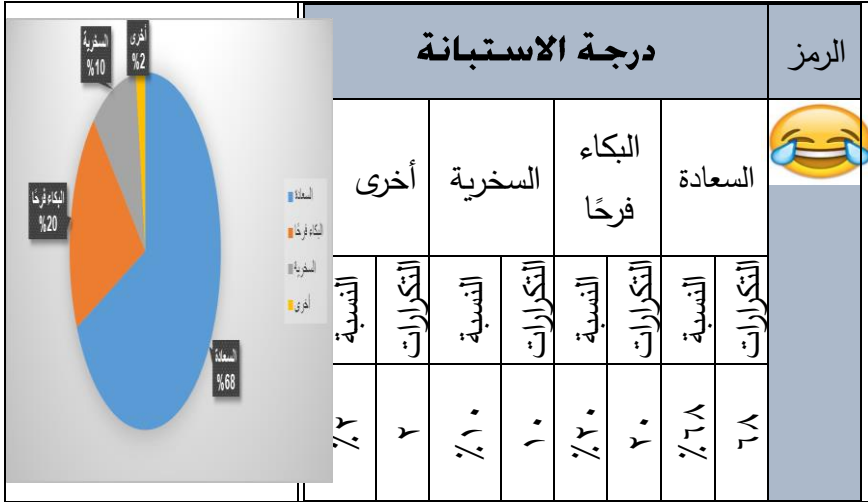 الرمز
درجة الاستبانة
السعادة
البكاء
فرحًا
السخرية
أخرى
التكرارات
النسبة
التكرارات
النسبة
التكرارات
النسبة
التكرارات
النسبة
٦٨
٦٨٪
٢٠
٢٠٪
١٠
١٠٪
٢
٢٪
أخرى
%2
السخرية
%10
البكاء فرحًا
%20
السعادة
%68
السعادة
البكاء فرحًا
السخرية
أخرى